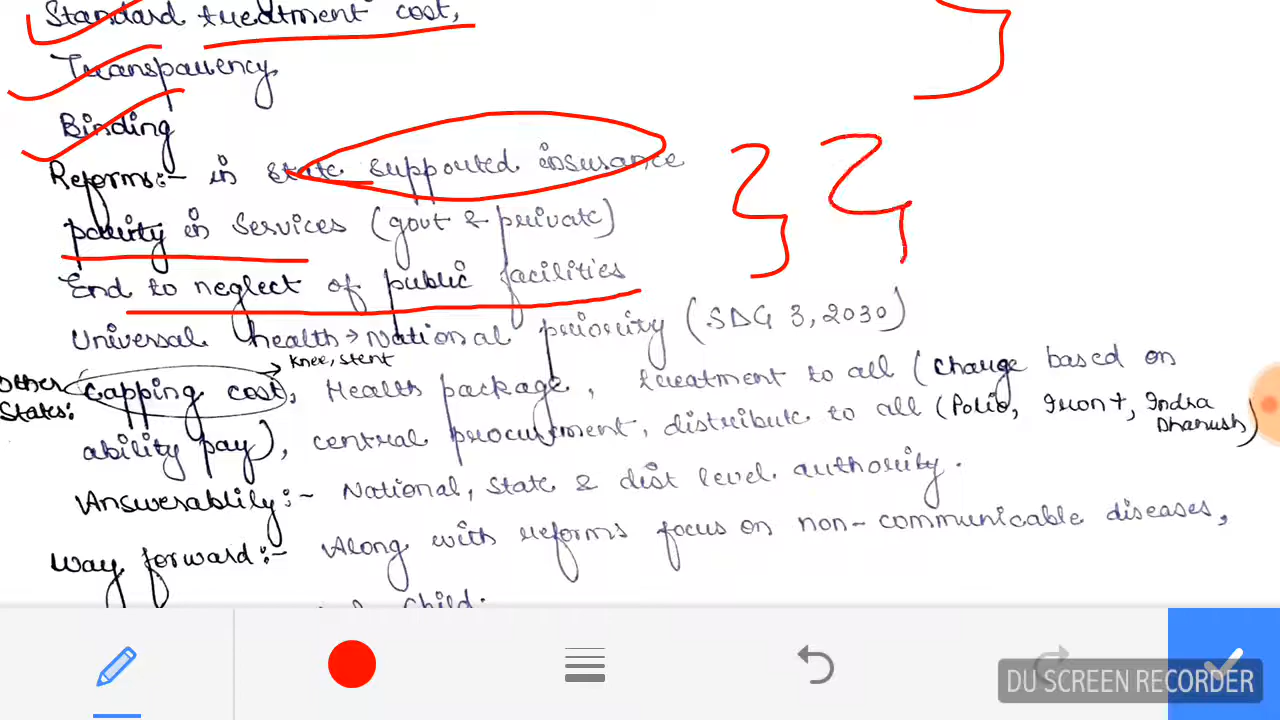 Standard treatment cost,
Transparency
Binding
Reforms:- in state supported insurance
parity in services (govt & private)
End to neglect of public facilities
Universal health → National priority (SDG 3, 2030)
Knee, stent
Other States: Capping cost, Health package, treatment to all (charge based on
ability pay), central procurement, distribute to all (Polio, Iron+, Indra Dhanush)
Answerablily:- National, state & dist level authority.
Way forward:- Along with reforms focus on non-communicable diseases,
child.
DU SCREEN RECORDER